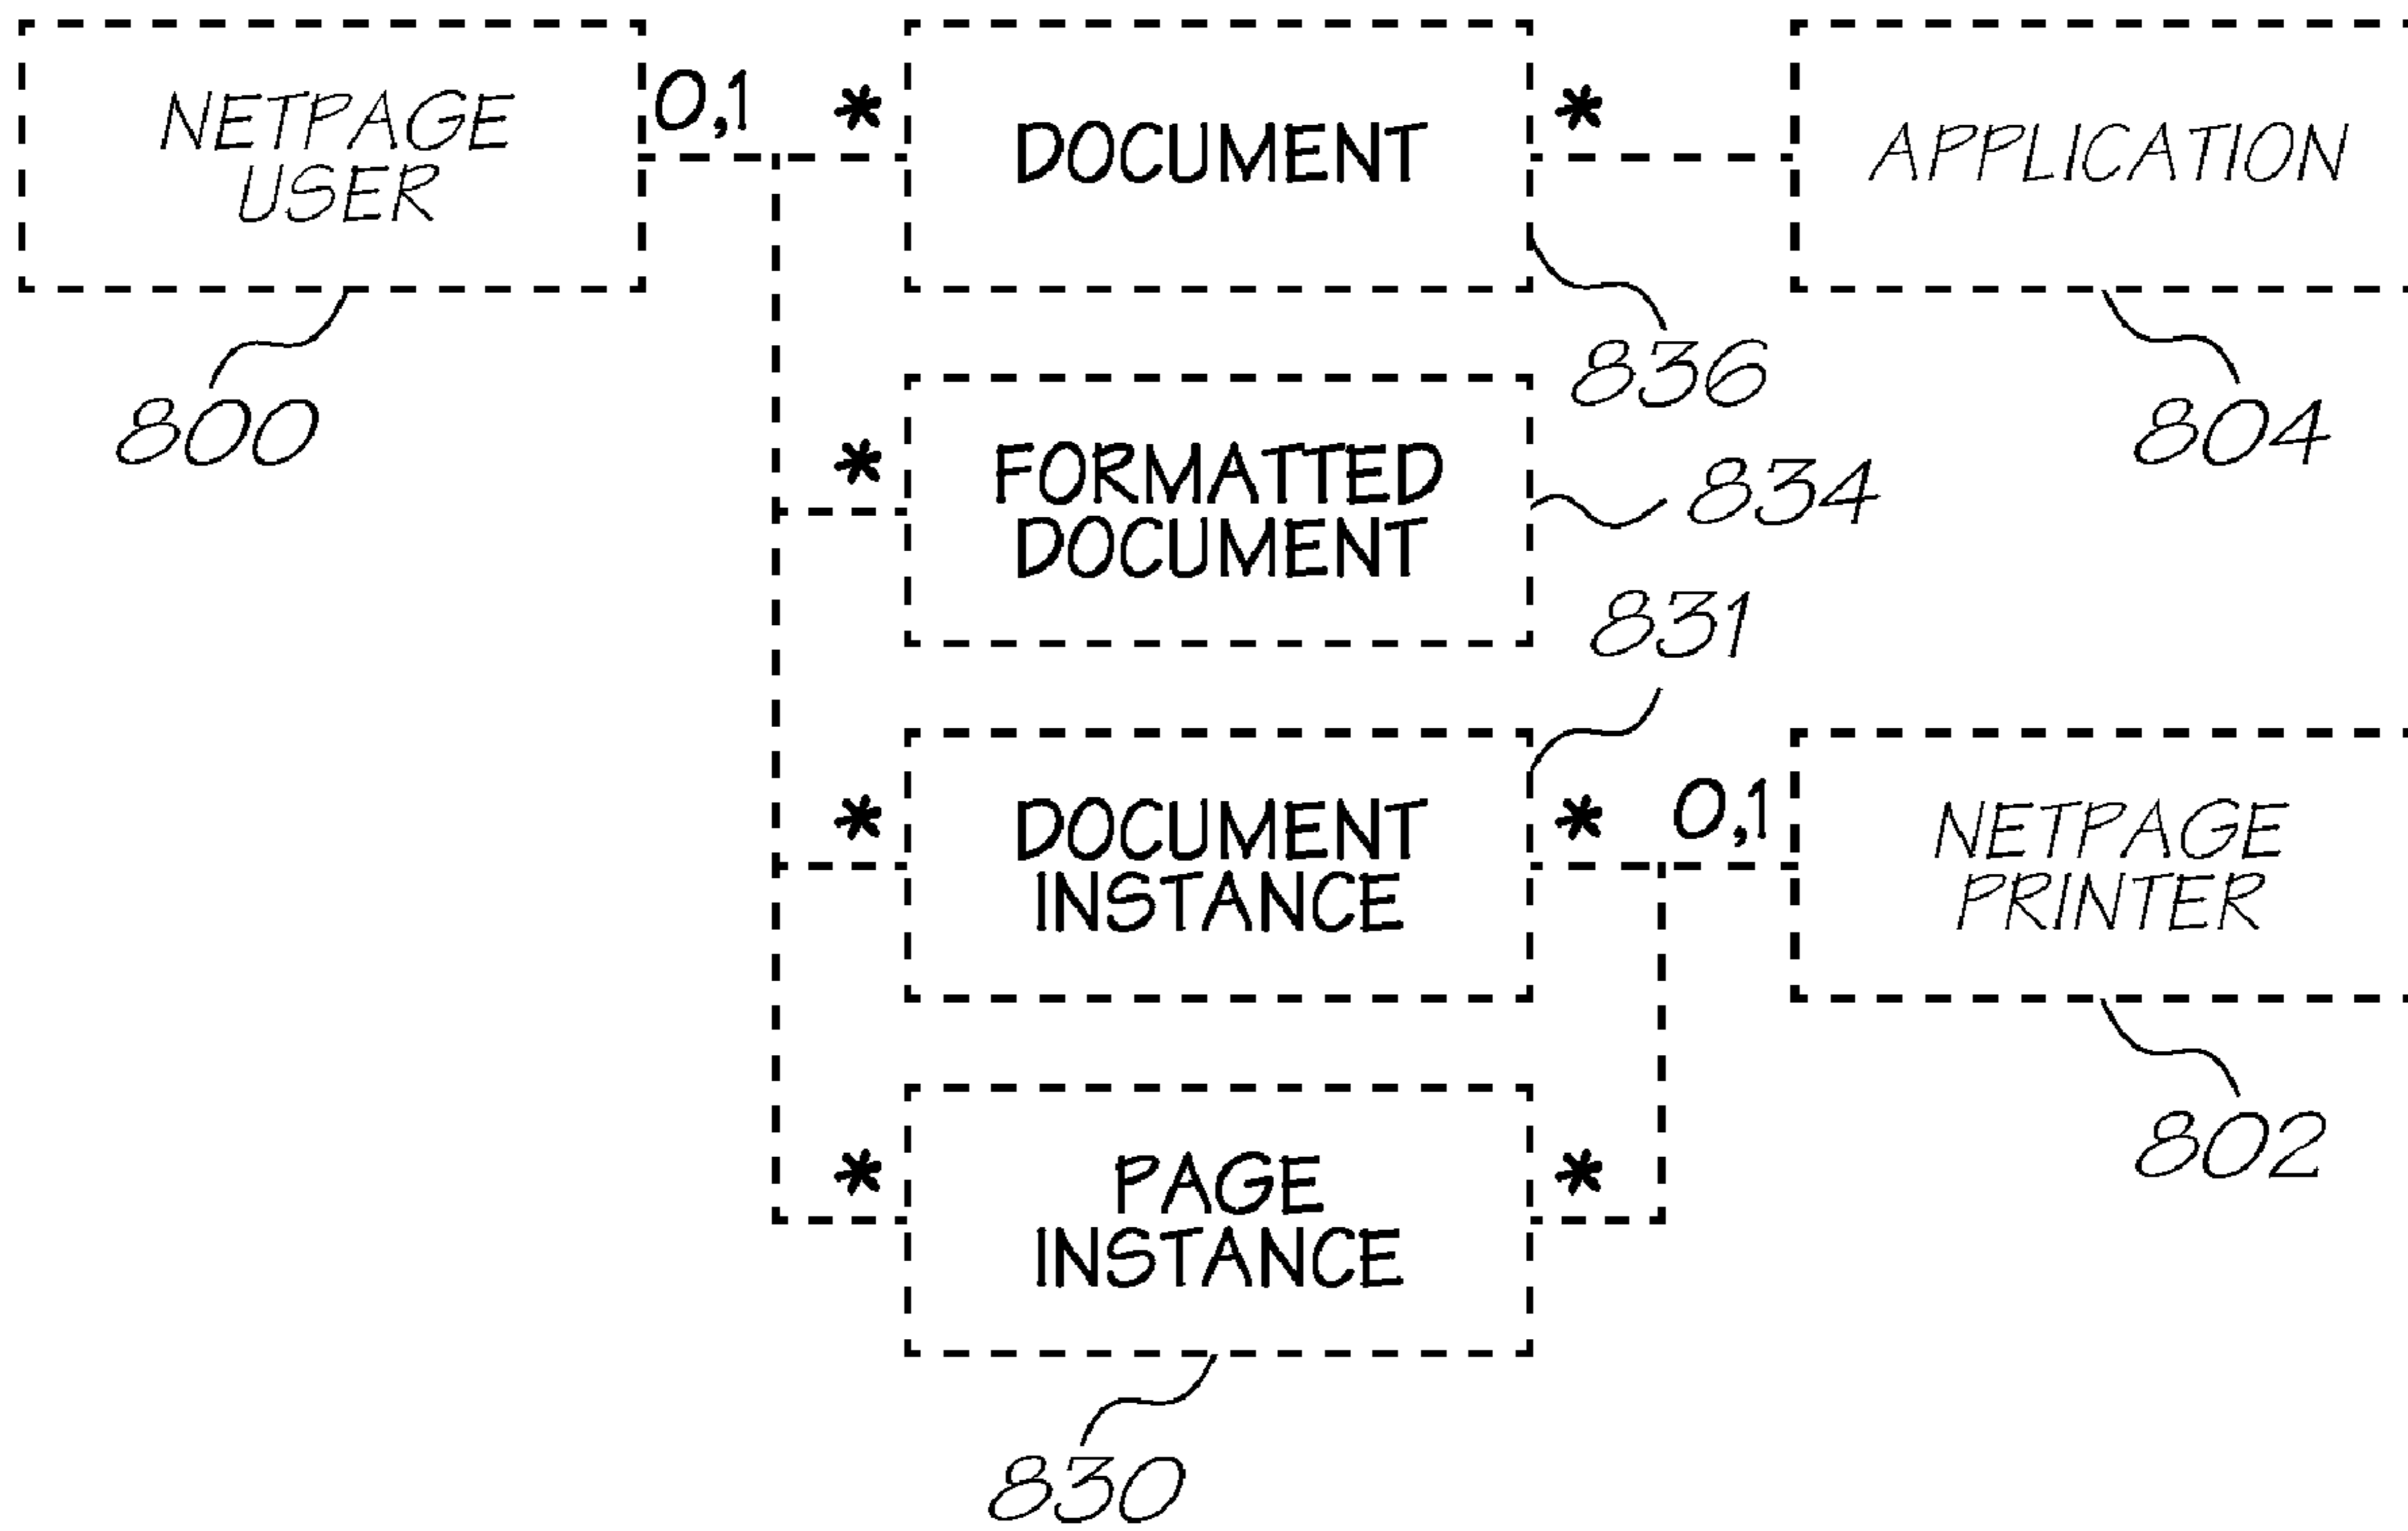 NETPAGE
USER
0,1
*
DOCUMENT
*
APPLICATION
800
836
804
*
FORMATTED
DOCUMENT
834
831
*
DOCUMENT
INSTANCE
*
0,1
NETPAGE
PRINTER
802
*
PAGE
INSTANCE
*
830